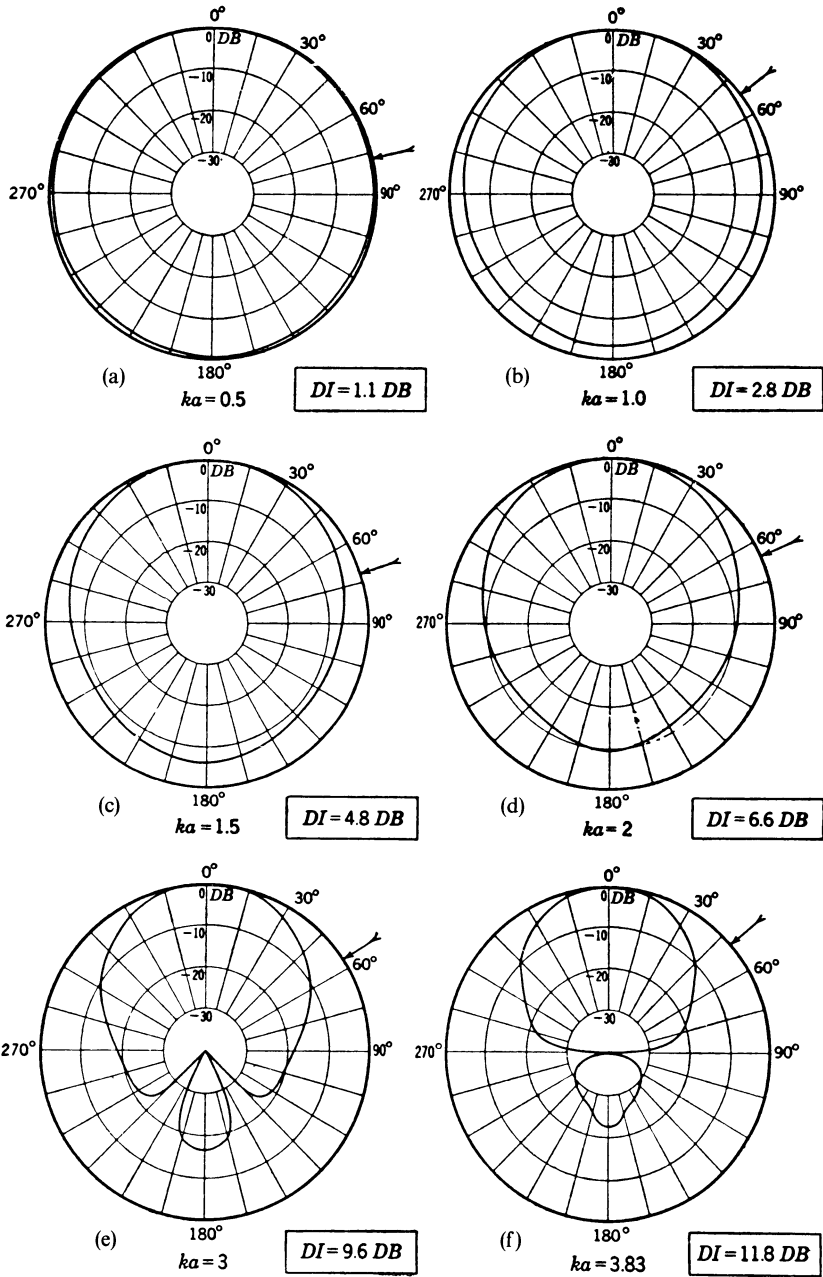 0°
0 DB
30°
-10
60°
-20
-30
270°
90°
180°
(a)
ka = 0.5
DI = 1.1 DB
0°
0 DB
30°
-10
60°
-20
-30
270°
90°
180°
(b)
ka = 1.0
DI = 2.8 DB
0°
0 DB
30°
-10
60°
-20
-30
270°
90°
180°
(c)
ka = 1.5
DI = 4.8 DB
0°
0 DB
30°
-10
60°
-20
-30
270°
90°
180°
(d)
ka = 2
DI = 6.6 DB
0°
0 DB
30°
-10
60°
-20
-30
270°
90°
180°
(e)
ka = 3
DI = 9.6 DB
0°
0 DB
30°
-10
60°
-20
-30
270°
90°
180°
(f)
ka = 3.83
DI = 11.8 DB